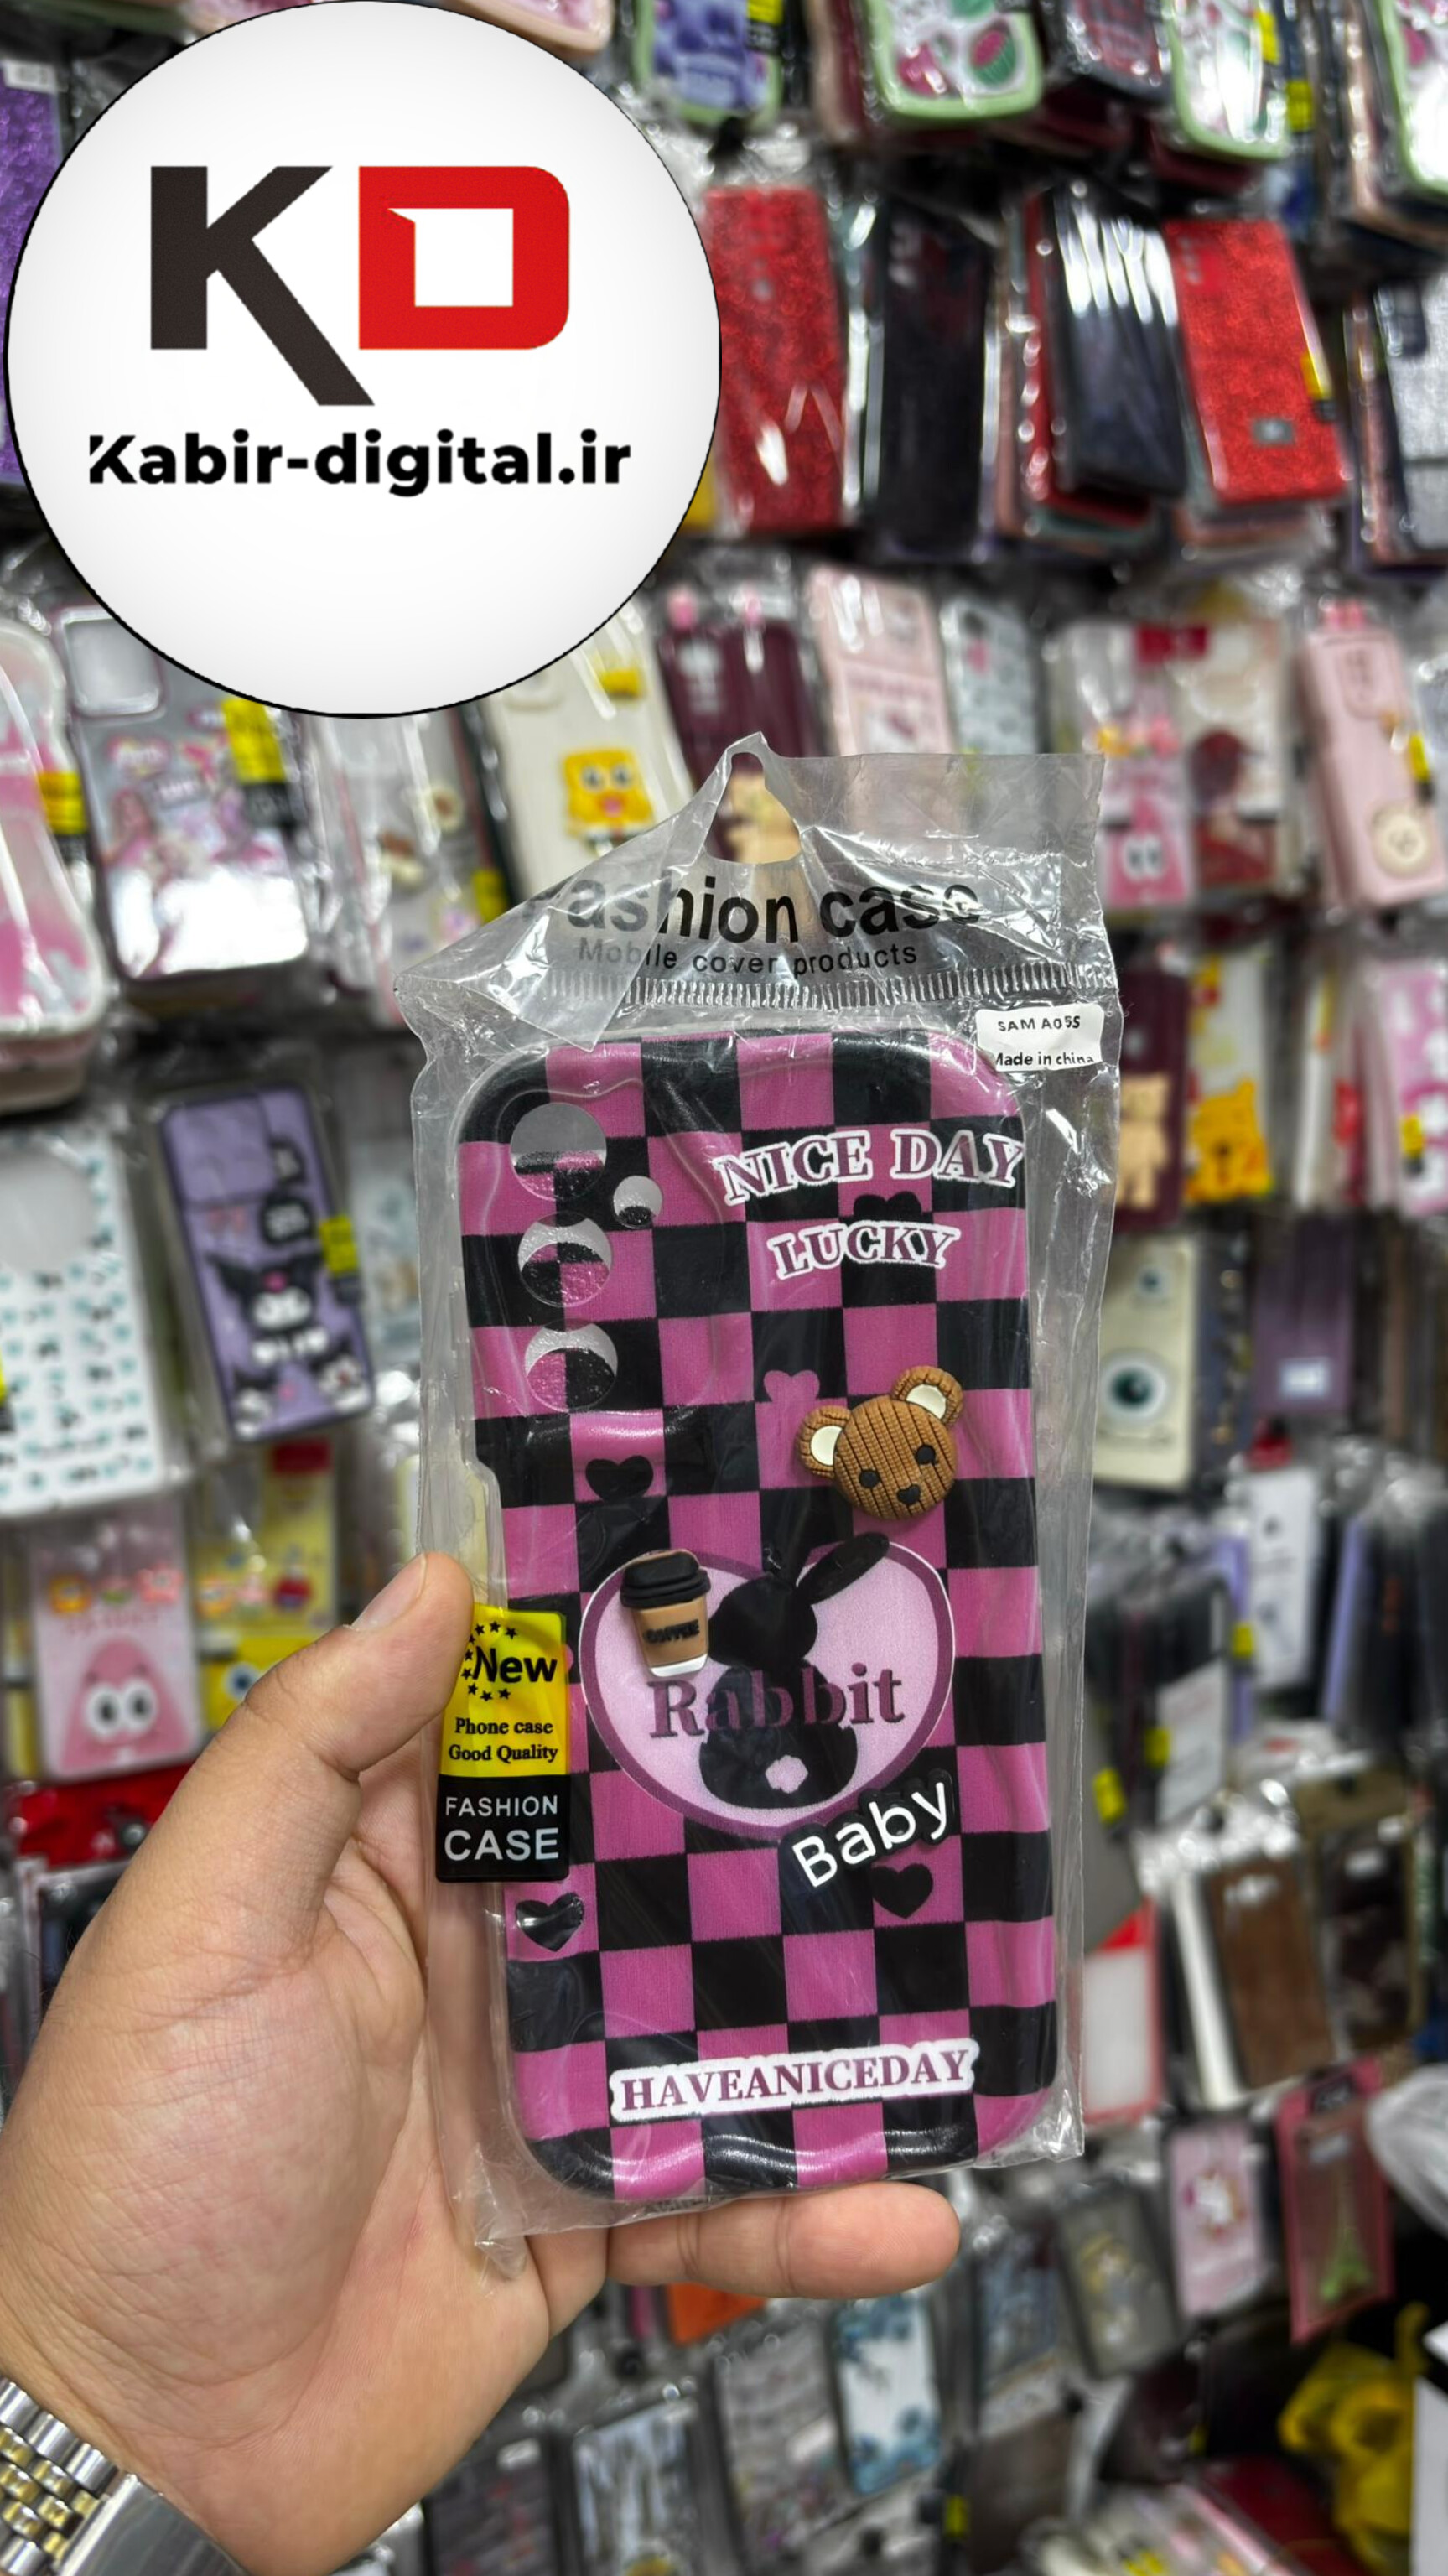 KD
Kabir-digital.ir
Fashion case
Mobile cover products
SAM A05S
Made in china
NICE DAY
LUCKY
COFFEE
Rabbit
Baby
New
Phone case
Good Quality
FASHION
CASE
HAVEANICEDAY